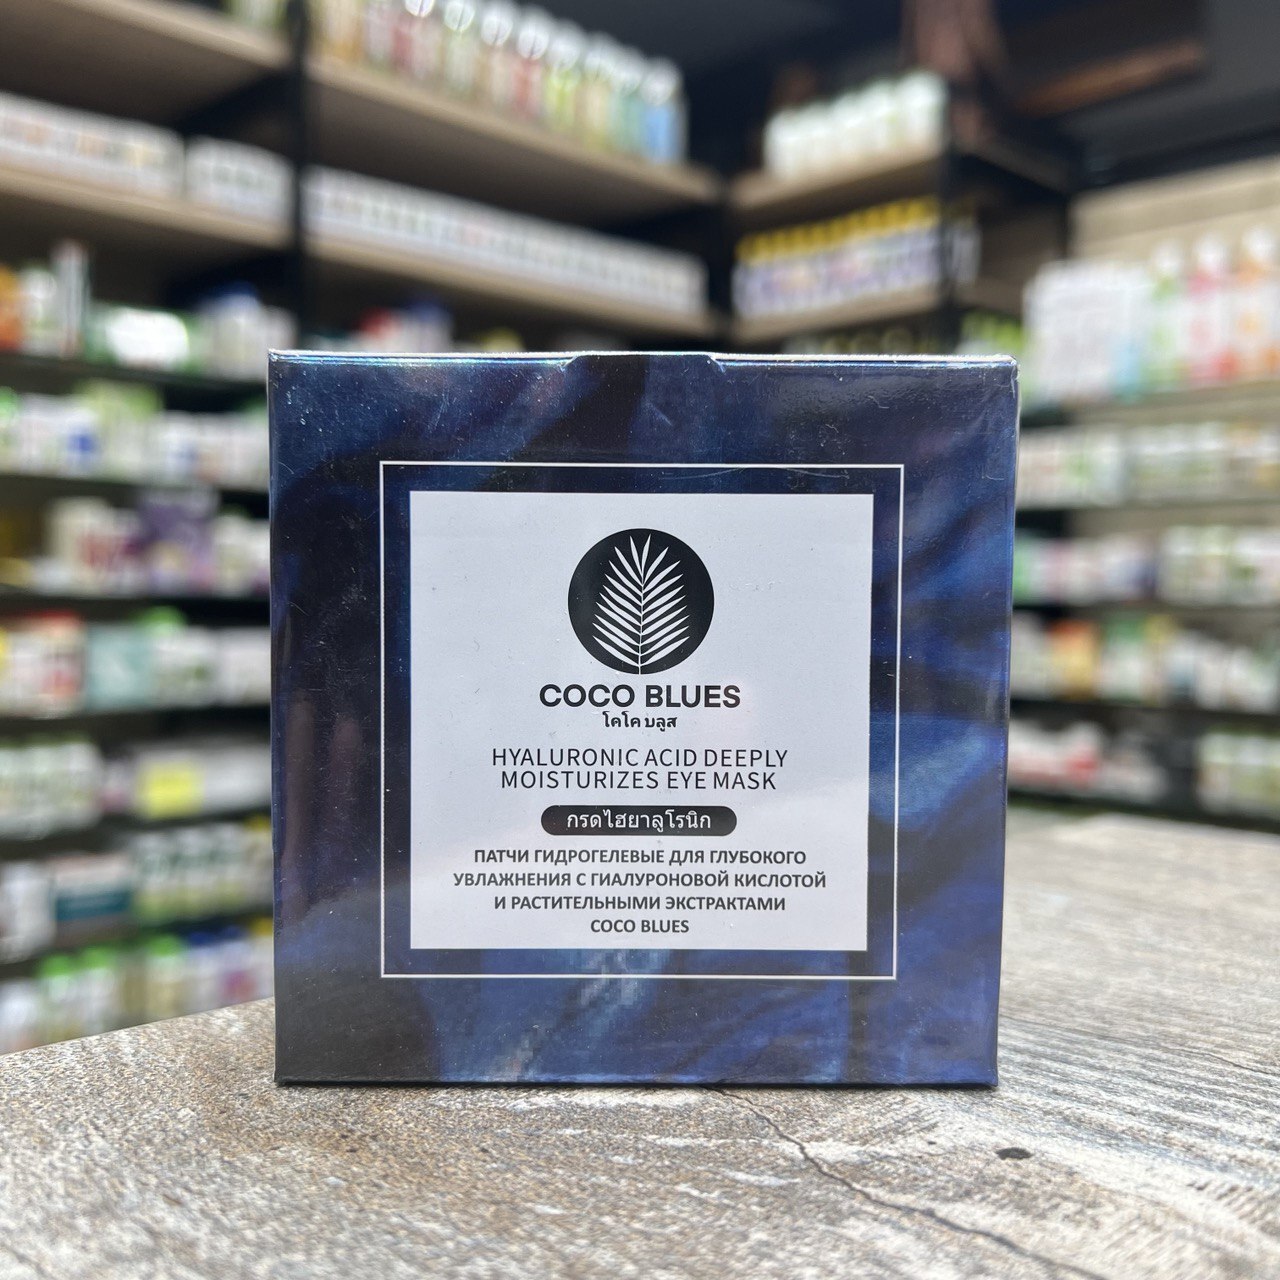 COCO BLUES
โคโค บลูส
HYALURONIC ACID DEEPLY
MOISTURIZES EYE MASK
กรดไฮยาลูโรนิก
ПАТЧИ ГИДРОГЕЛЕВЫЕ ДЛЯ ГЛУБОКОГО
УВЛАЖНЕНИЯ С ГИАЛУРОНОВОЙ КИСЛОТОЙ
И РАСТИТЕЛЬНЫМИ ЭКСТРАКТАМИ
COCO BLUES